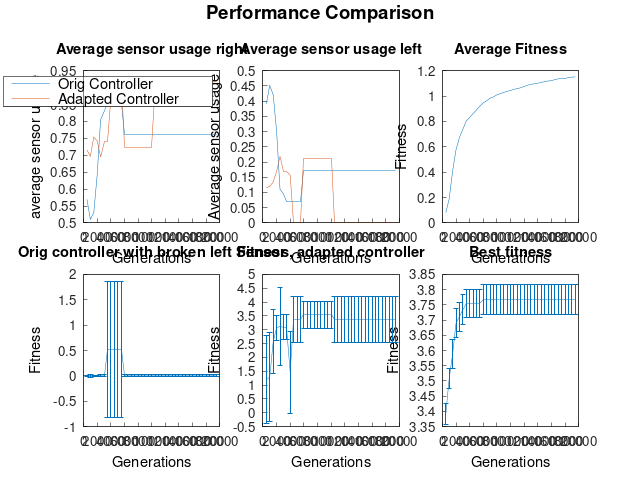 Performance Comparison
Average sensor usage right
Average sensor usage left
Average Fitness
Orig Controller
Adapted Controller
0.95
0.8
0.75
0.7
0.65
0.6
0.55
0.5
Average sensor usage
0.5
0.45
0.4
0.35
0.3
0.25
0.2
0.15
0.1
0.05
0
Fitness
1.2
1
0.8
0.6
0.4
0.2
0
Generations
Generations
Generations
Orig controller with broken left Sensor
Fitness, adapted controller
Best fitness
Fitness
2
1.5
1
0.5
0
-0.5
-1
Fitness
5
4.5
4
3.5
3
2.5
2
1.5
1
0.5
0
-0.5
Fitness
3.85
3.8
3.75
3.7
3.65
3.6
3.55
3.5
3.45
3.4
3.35
Generations
Generations
Generations